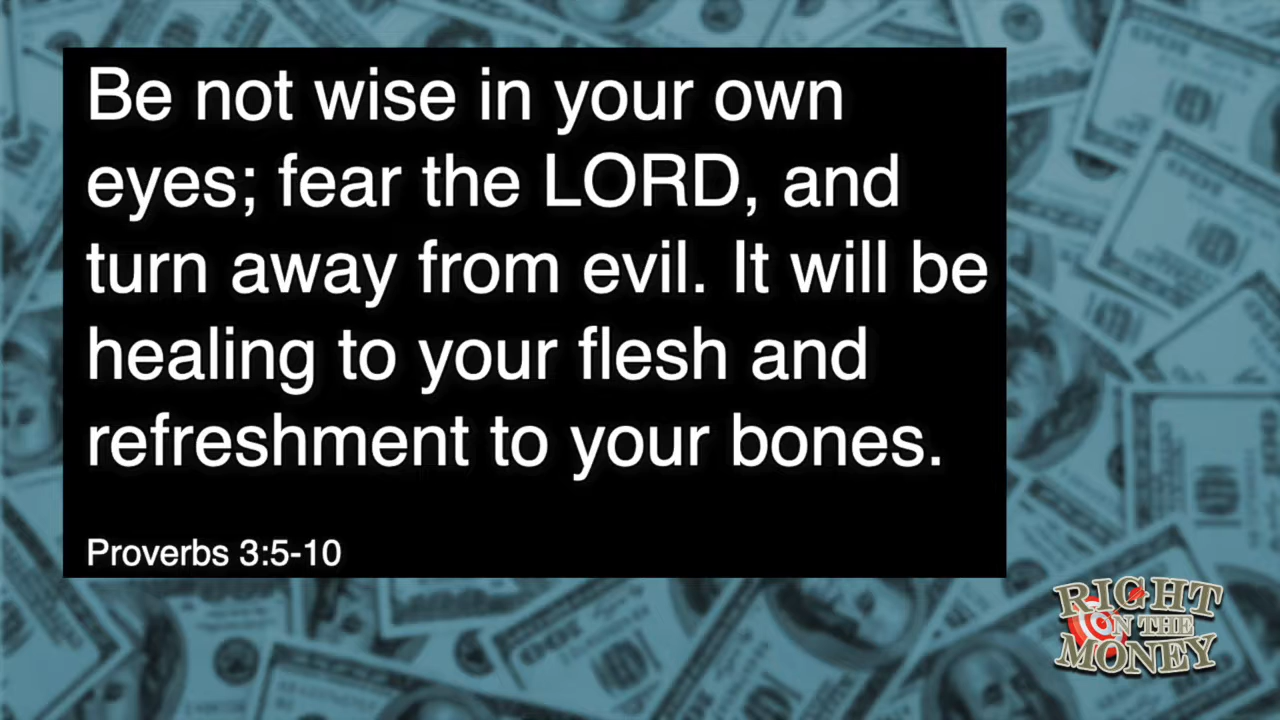 Be not wise in your own
eyes; fear the LORD, and
turn away from evil. It will be
healing to your flesh and
refreshment to your bones.
Proverbs 3:5-10
RIGHT
ON THE
MONEY